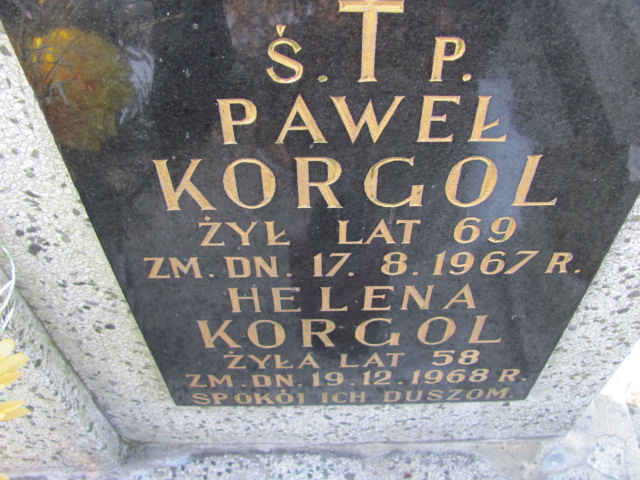 Ś. P.
PAWEŁ
KORGOL
ŻYŁ LAT 69
ZM. DN. 17. 8. 1967 R.
HELENA
KORGOL
ŻYŁA LAT 58
ZM. DN. 19. 12. 1968 R.
SPOKÓJ ICH DUSZOM.